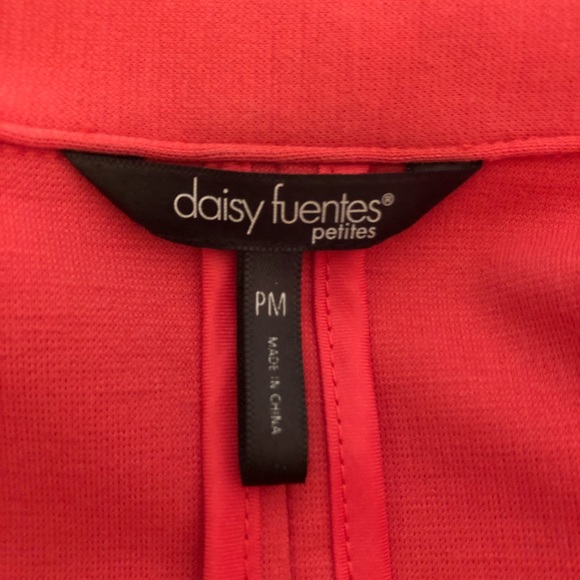 daisy fuentes®
petites
PM
MADE IN CHINA